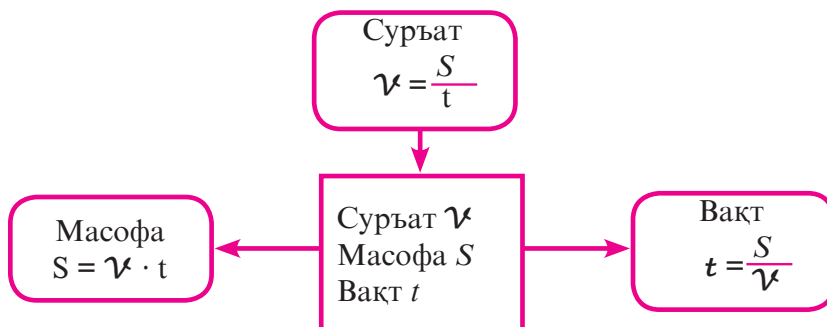 Суръат
𝓥 = S/t
Суръат 𝓥
Масофа S
Вақт t
Масофа
S = 𝓥 · t
Вақт
t = S/𝓥